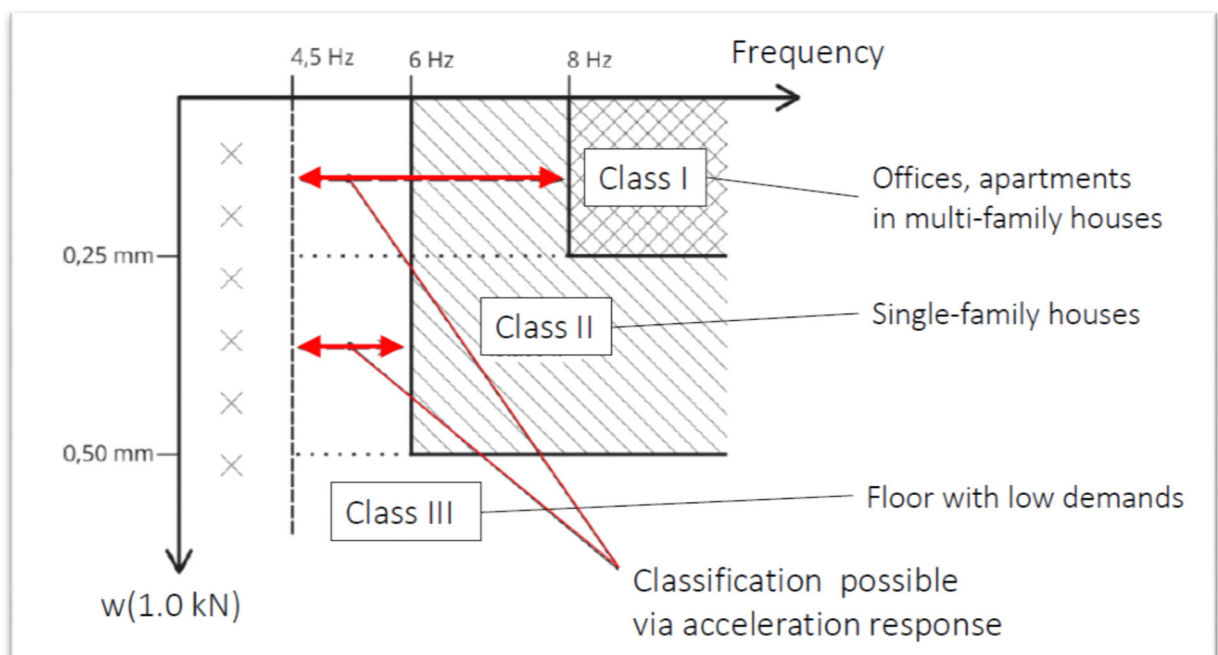 4,5 Hz
6 Hz
8 Hz
Frequency
Class I
Offices, apartments
in multi-family houses
0,25 mm
Class II
Single-family houses
0,50 mm
Class III
Floor with low demands
w(1.0 kN)
Classification possible
via acceleration response